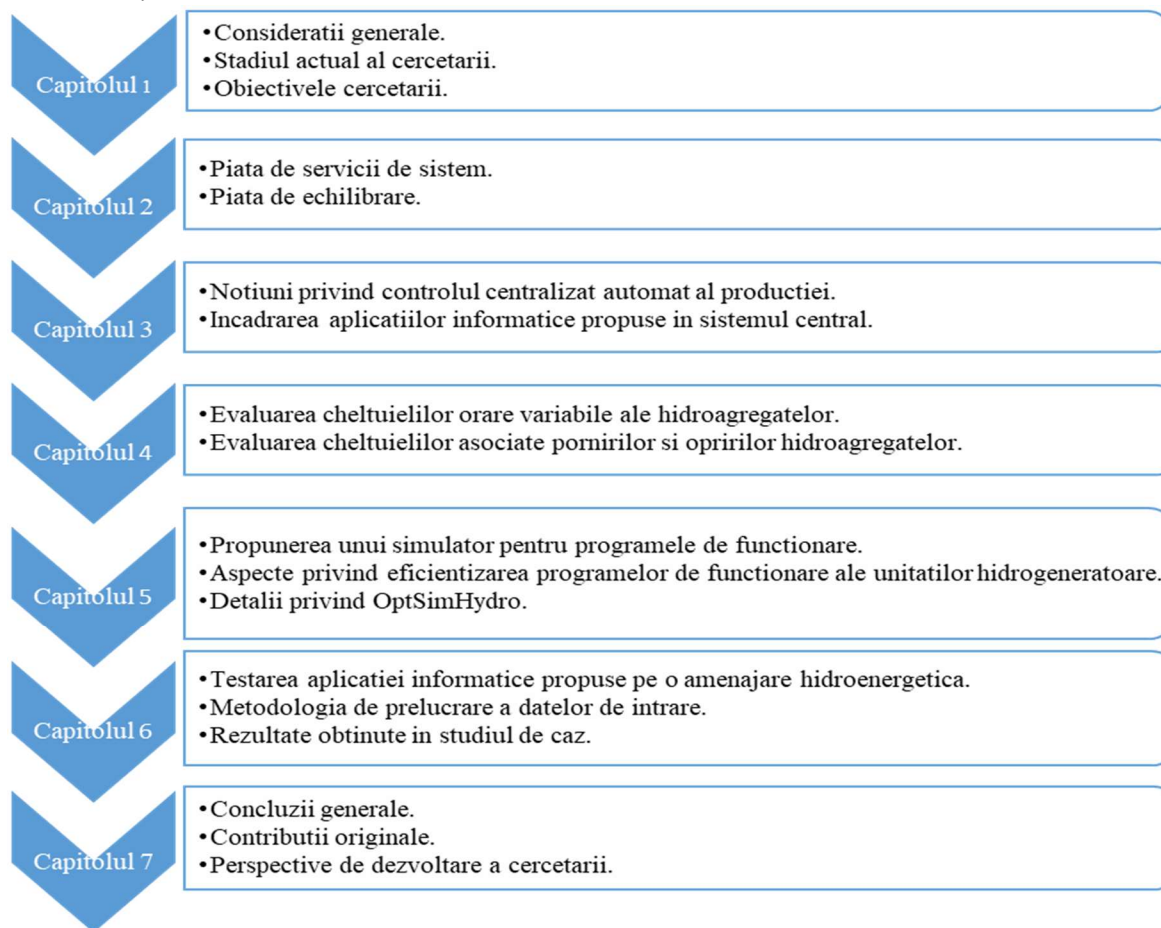 Capitolul 1
•Consideratii generale.
•Stadiul actual al cercetarii.
•Obiectivele cercetarii.
Capitolul 2
•Piata de servicii de sistem.
•Piata de echilibrare.
Capitolul 3
•Notiuni privind controlul centralizat automat al productiei.
•Incadrarea aplicatiilor informatice propuse in sistemul central.
Capitolul 4
•Evaluarea cheltuielilor orare variabile ale hidroagregatelor.
•Evaluarea cheltuielilor asociate pornirilor si opririlor hidroagregatelor.
Capitolul 5
•Propunerea unui simulator pentru programele de functionare.
•Aspecte privind eficientizarea programelor de functionare ale unitatilor hidrogeneratoare.
•Detalii privind OptSimHydro.
Capitolul 6
•Testarea aplicatiei informatice propuse pe o amenajare hidroenergetica.
•Metodologia de prelucrare a datelor de intrare.
•Rezultate obtinute in studiul de caz.
Capitolul 7
•Concluzii generale.
•Contributii originale.
•Perspective de dezvoltare a cercetarii.